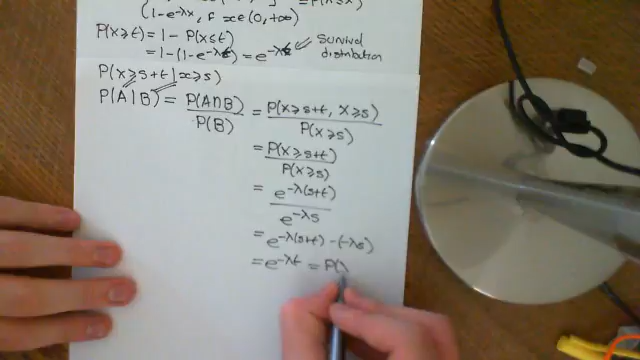 {1-e^-λx, F x∈(0,+∞)
P(x≥t) = 1 - P(x≤t)
= 1-(1-e^-λt) = e^-λt ⇐ Survival distribution
P(x≥s+t | x≥s)
P(A|B) = P(A∩B)/P(B) = P(x≥s+t, x≥s)/P(x≥s)
= P(x≥s+t)/P(x≥s)
= e^-λ(s+t)/e^-λs
= e^-λ(s+t) -(-λs)
= e^-λt = P(